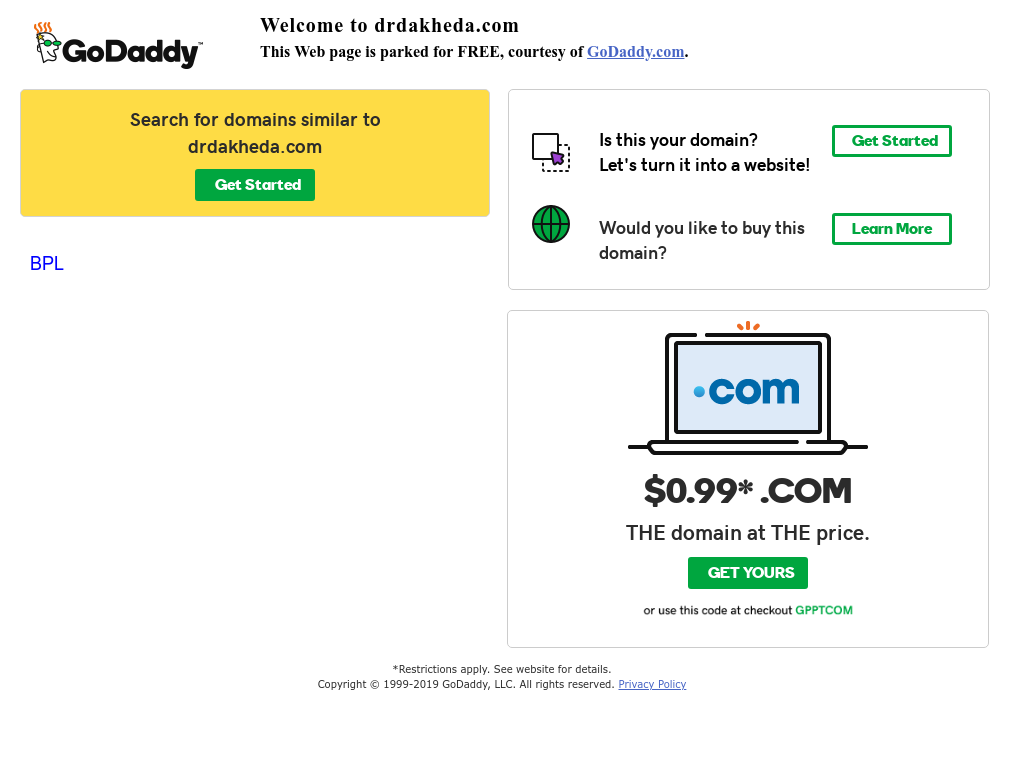 GoDaddy™
Welcome to drdakheda.com
This Web page is parked for FREE, courtesy of GoDaddy.com.
Search for domains similar to
drdakheda.com
Get Started
BPL
Is this your domain?
Let's turn it into a website!
Get Started
Would you like to buy this
domain?
Learn More
.com
$0.99* .COM
THE domain at THE price.
GET YOURS
or use this code at checkout GPPTCOM
*Restrictions apply. See website for details.
Copyright © 1999-2019 GoDaddy, LLC. All rights reserved. Privacy Policy